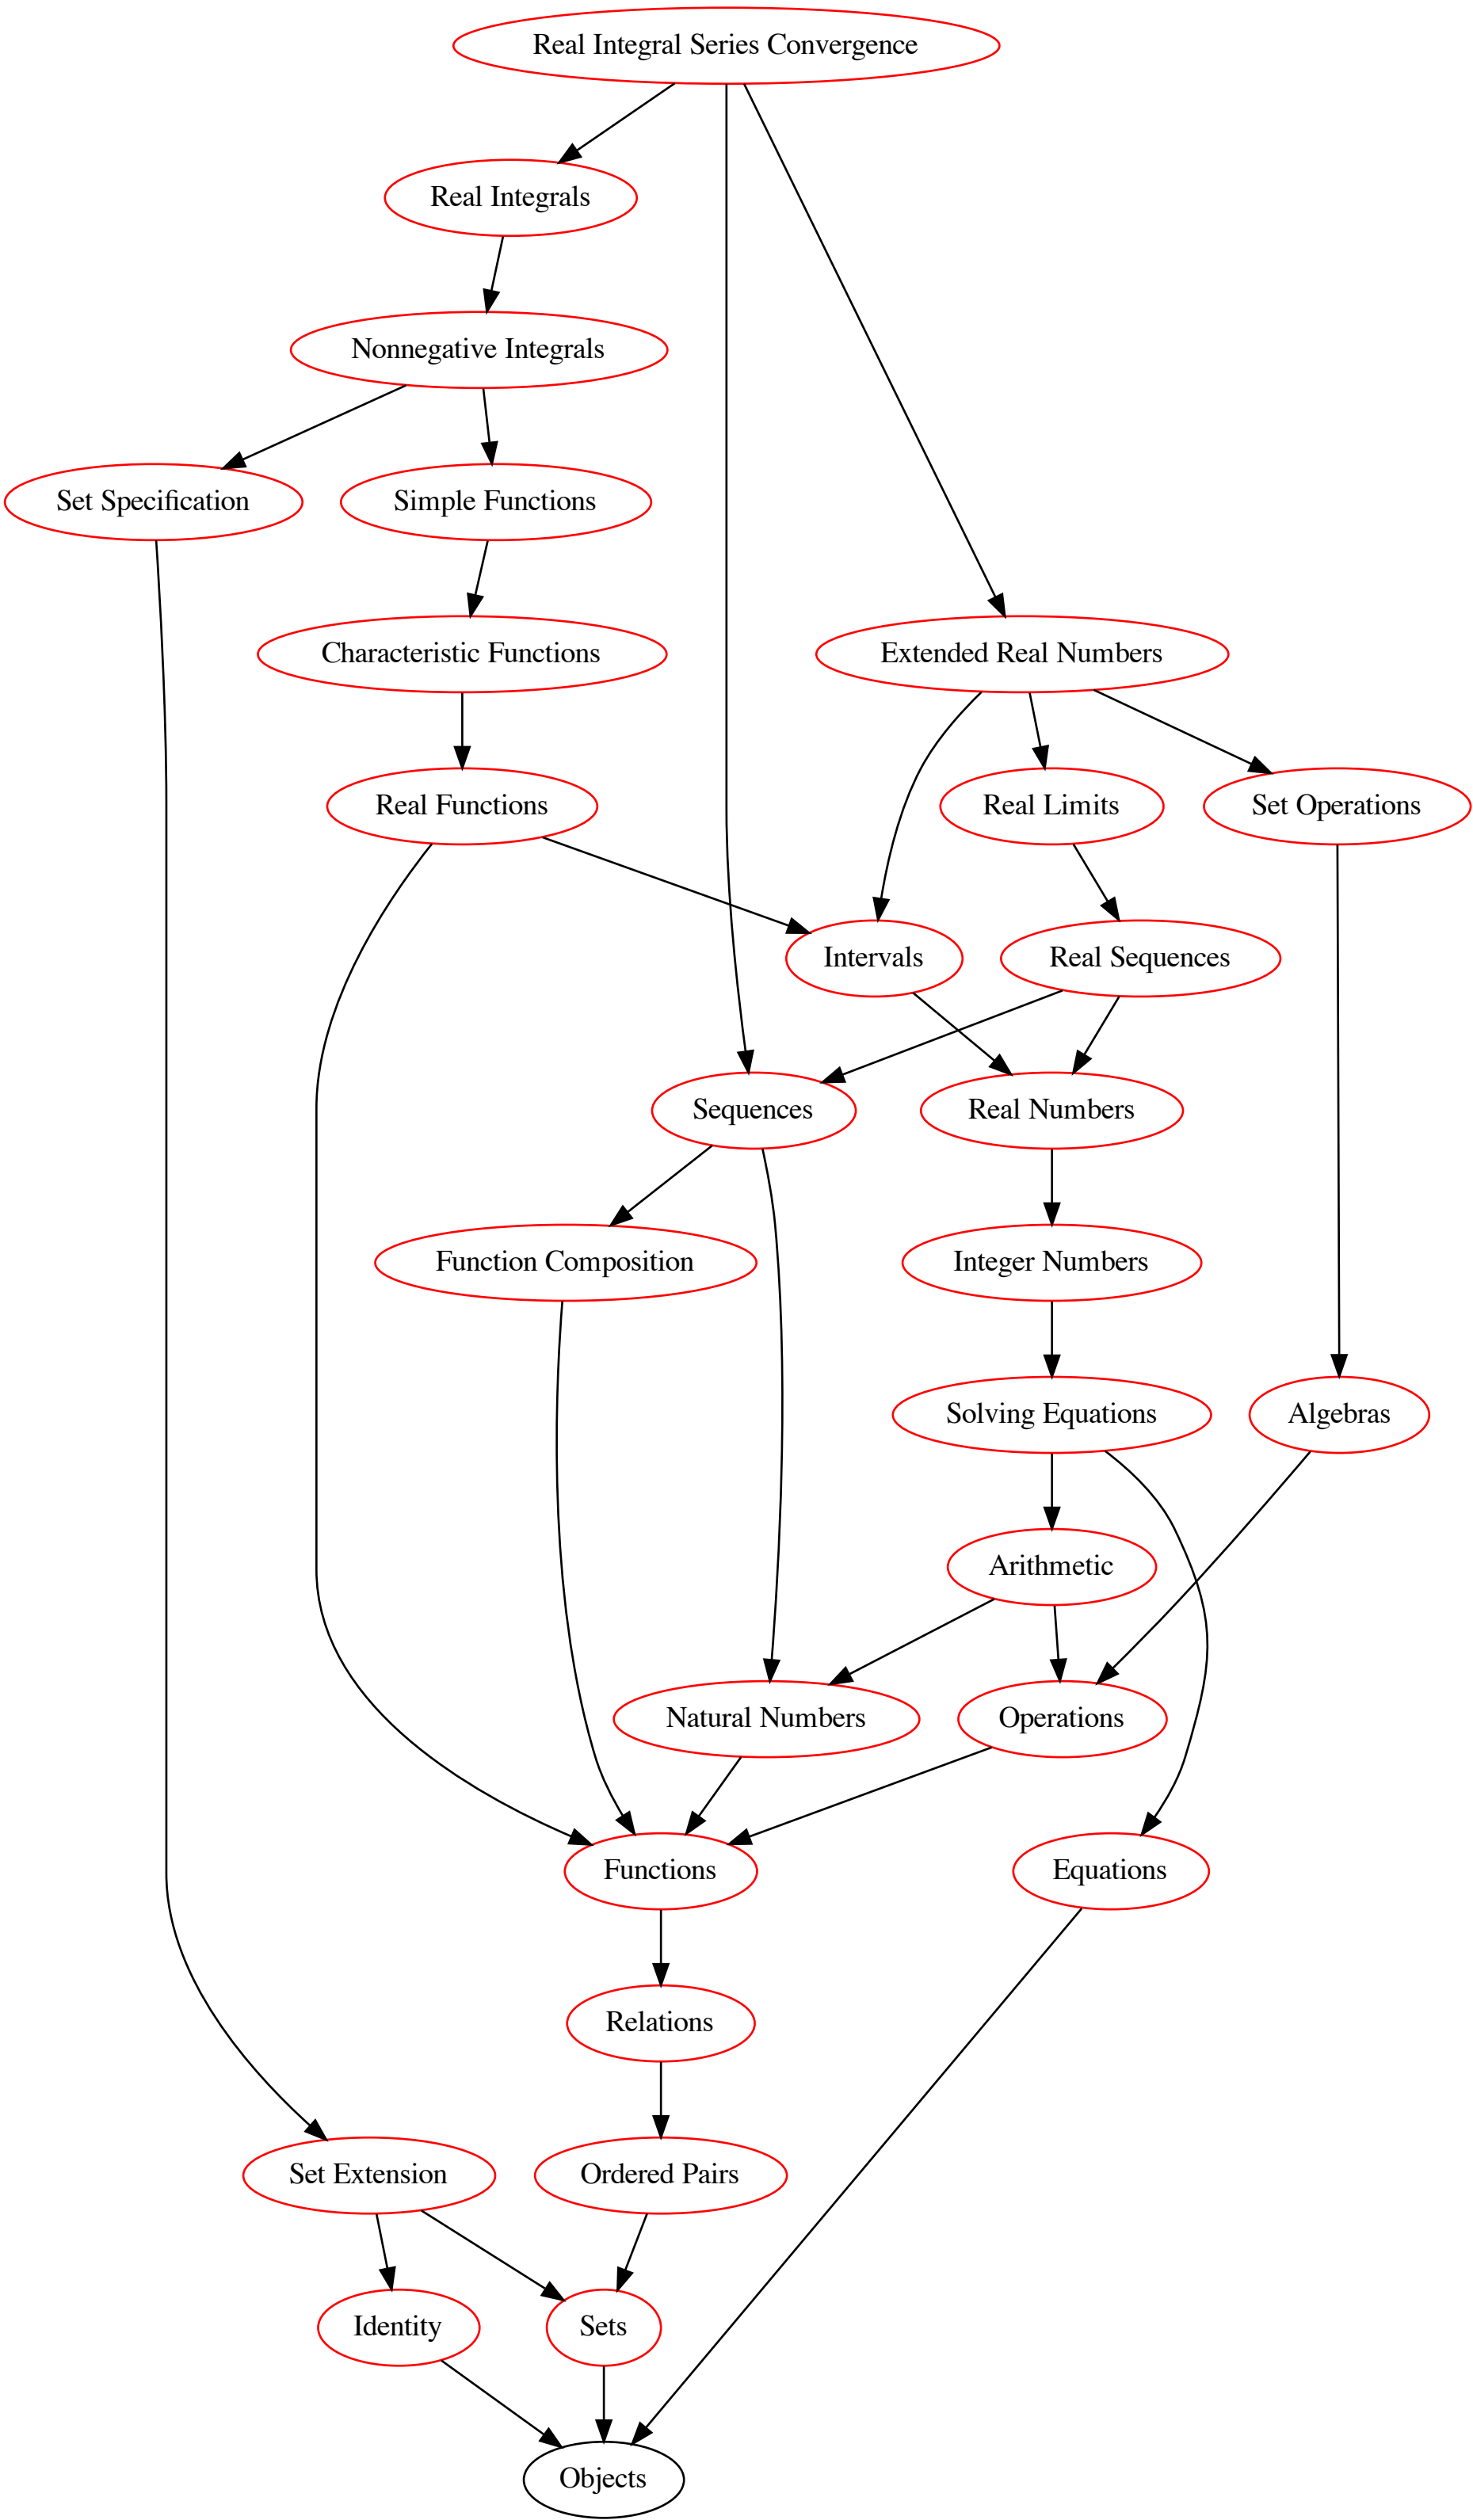 Real Integral Series Convergence
Real Integrals
Nonnegative Integrals
Set Specification
Simple Functions
Characteristic Functions
Extended Real Numbers
Real Functions
Real Limits
Set Operations
Intervals
Real Sequences
Sequences
Real Numbers
Function Composition
Integer Numbers
Solving Equations
Algebras
Arithmetic
Natural Numbers
Operations
Functions
Equations
Relations
Set Extension
Ordered Pairs
Identity
Sets
Objects